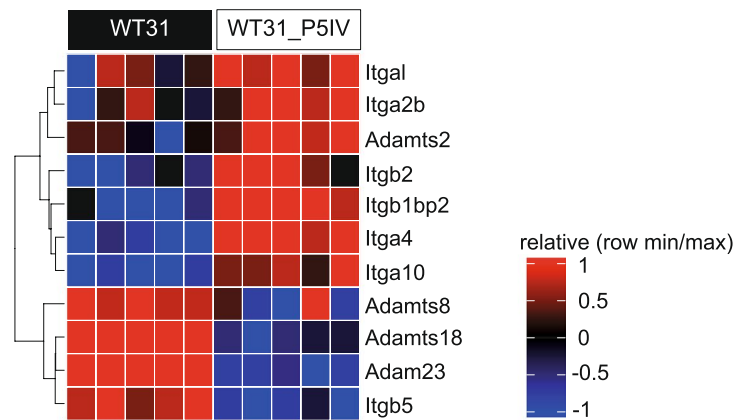 WT31 WT31_P5IV
Itgal
Itga2b
Adamts2
Itgb2
Itgb1bp2
Itga4
Itga10
Adamts8
Adamts18
Adam23
Itgb5
relative (row min/max)
1
0.5
0
-0.5
-1